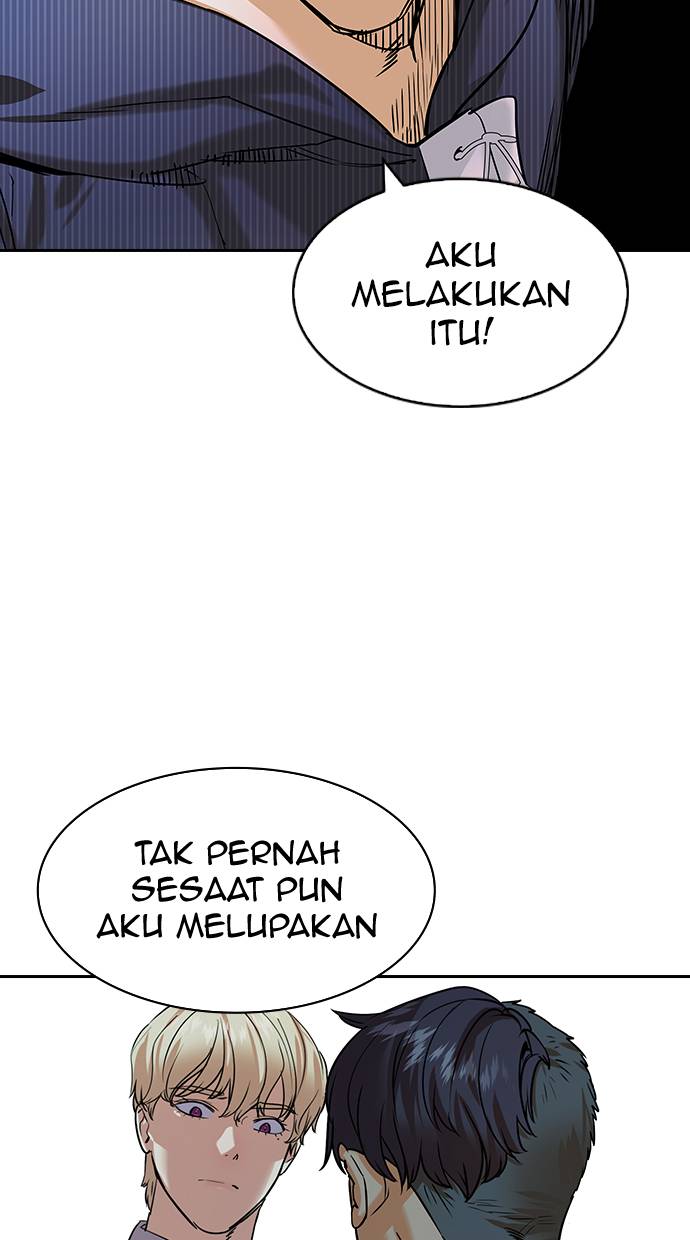 AKU
MELAKUKAN
ITU!
TAK PERNAH
SESAAT PUN
AKU MELUPAKAN